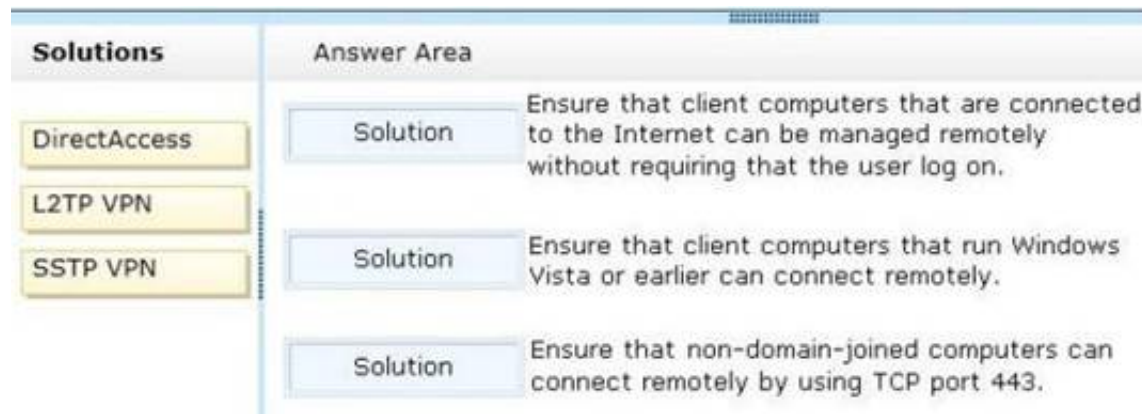 Solutions
Answer Area
DirectAccess
L2TP VPN
SSTP VPN
Solution
Ensure that client computers that are connected
to the Internet can be managed remotely
without requiring that the user log on.
Solution
Ensure that client computers that run Windows
Vista or earlier can connect remotely.
Solution
Ensure that non-domain-joined computers can
connect remotely by using TCP port 443.